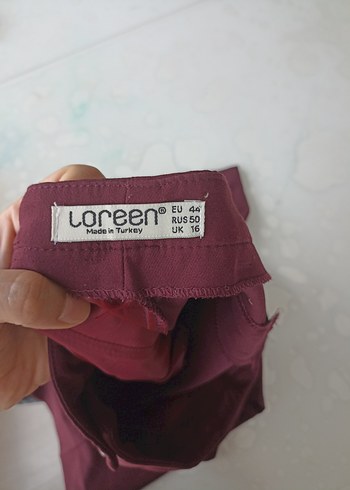 Loreen®
Made in Turkey
EU 44
RUS 50
UK 16